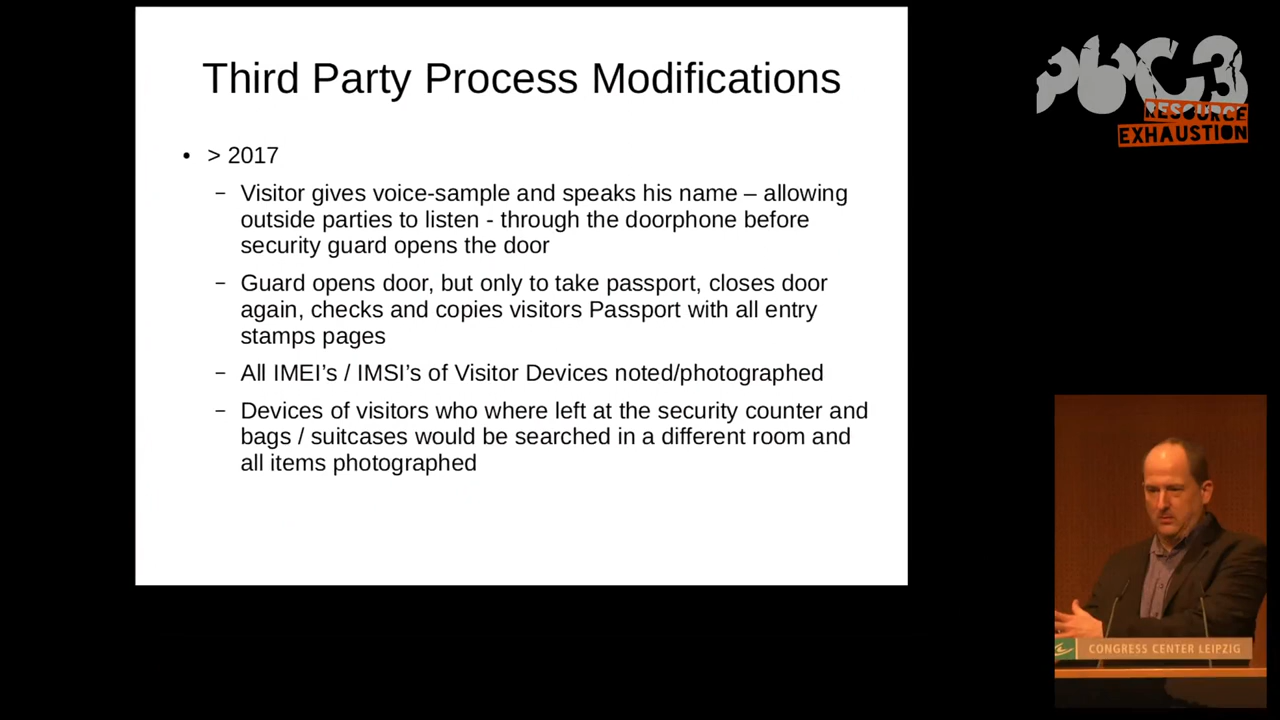 Third Party Process Modifications
• > 2017
– Visitor gives voice-sample and speaks his name – allowing
outside parties to listen - through the doorphone before
security guard opens the door
– Guard opens door, but only to take passport, closes door
again, checks and copies visitors Passport with all entry
stamps pages
– All IMEI’s / IMSI’s of Visitor Devices noted/photographed
– Devices of visitors who where left at the security counter and
bags / suitcases would be searched in a different room and
all items photographed
RESOURCE
EXHAUSTION
CONGRESS CENTER LEIPZIG